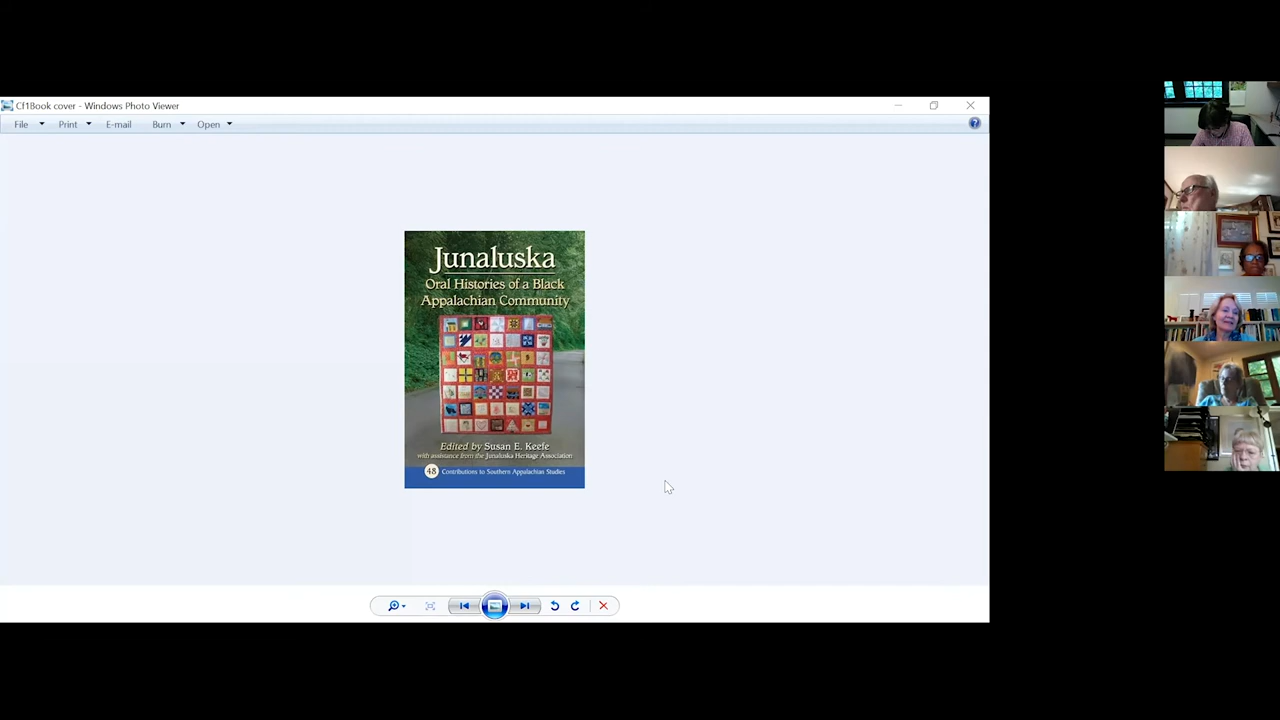 Cf1Book cover - Windows Photo Viewer
File Print E-mail Burn Open
Junaluska
Oral Histories of a Black
Appalachian Community
Edited by Susan E. Keefe
with assistance from the Junaluska Heritage Association
48 Contributions to Southern Appalachian Studies